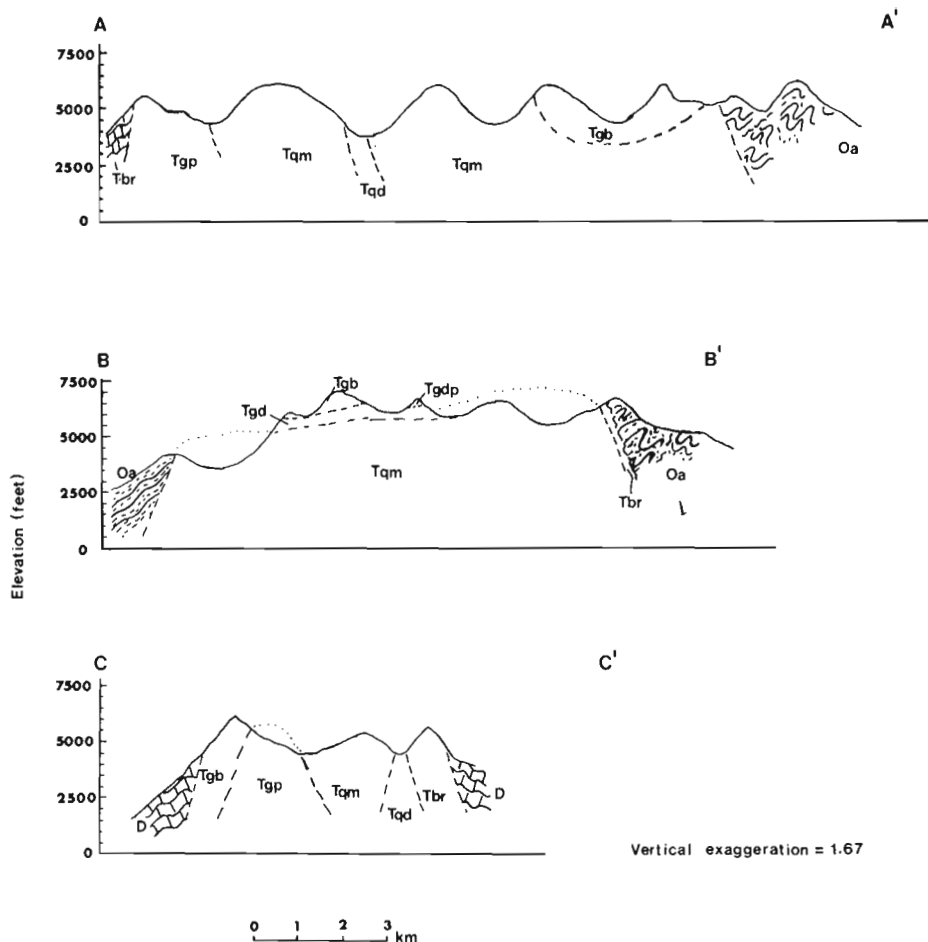 A A'
7500
5000
2500
0
Tbr Tgp Tqm Tqd Tqm Tgb Oa
B B'
7500
5000
2500
0
Oa Tgd Tgb Tgdp Tqm Tbr Oa
Elevation (feet)
C C'
7500
5000
2500
0
D Tgb Tgp Tqm Tqd Tbr D
Vertical exaggeration = 1.67
0 1 2 3 km